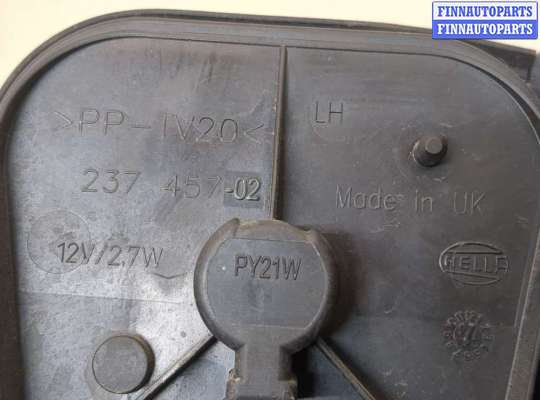 FINNAUTOPARTS
FINNAUTOPARTS
>PP-TV20<
LH
237 457-02
Made in UK
12V/2.7W
PY21W
HELLA